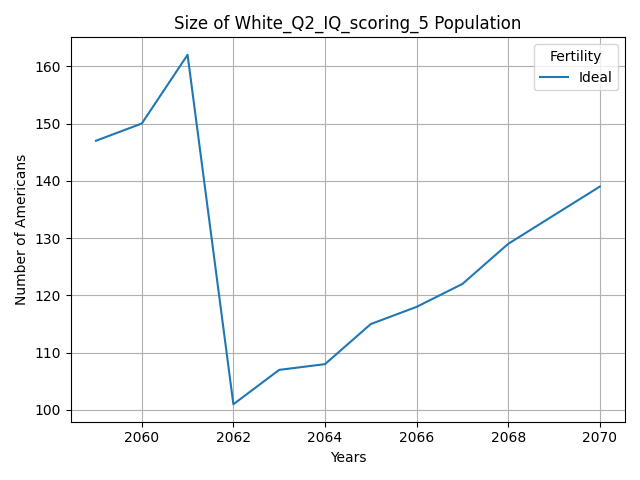 Size of White_Q2_IQ_scoring_5 Population
Fertility
Ideal
Number of Americans
160
150
140
130
120
110
100
2060 2062 2064 2066 2068 2070
Years